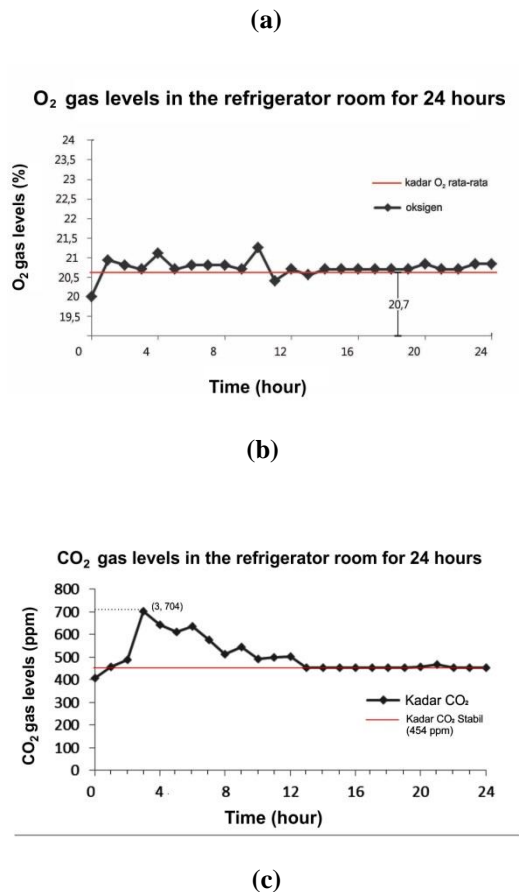 (a)
O₂ gas levels in the refrigerator room for 24 hours
O₂ gas levels (%)
24
23,5
23
22,5
22
21,5
21
20,5
20
19,5
kadar O₂ rata-rata
oksigen
20,7
0 4 8 12 16 20 24
Time (hour)
(b)
CO₂ gas levels in the refrigerator room for 24 hours
CO₂ gas levels (ppm)
800
700
600
500
400
300
200
100
0
(3, 704)
Kadar CO₂
Kadar CO₂ Stabil
(454 ppm)
0 4 8 12 16 20 24
Time (hour)
(c)